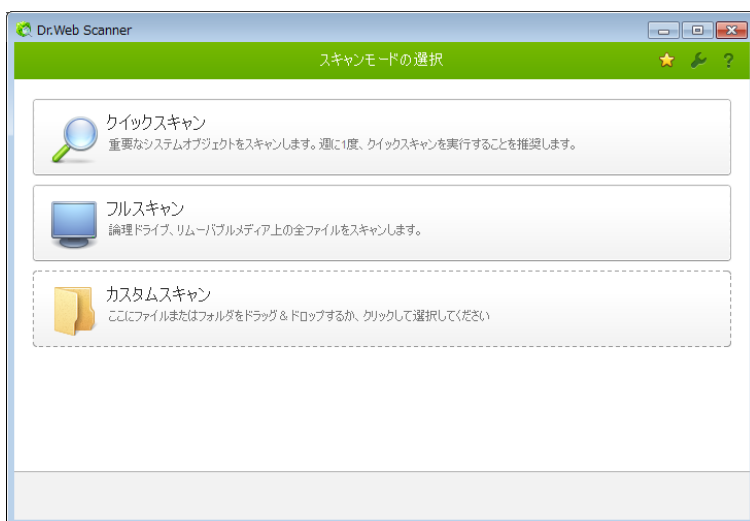 Dr.Web Scanner
スキャンモードの選択
クイックスキャン
重要なシステムオブジェクトをスキャンします。週に1度、クイックスキャンを実行することを推奨します。
フルスキャン
論理ドライブ、リムーバブルメディア上の全ファイルをスキャンします。
カスタムスキャン
ここにファイルまたはフォルダをドラッグ & ドロップするか、クリックして選択してください